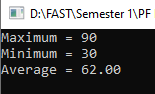 D:\FAST\Semester 1\PF
Maximum = 90
Minimum = 30
Average = 62.00